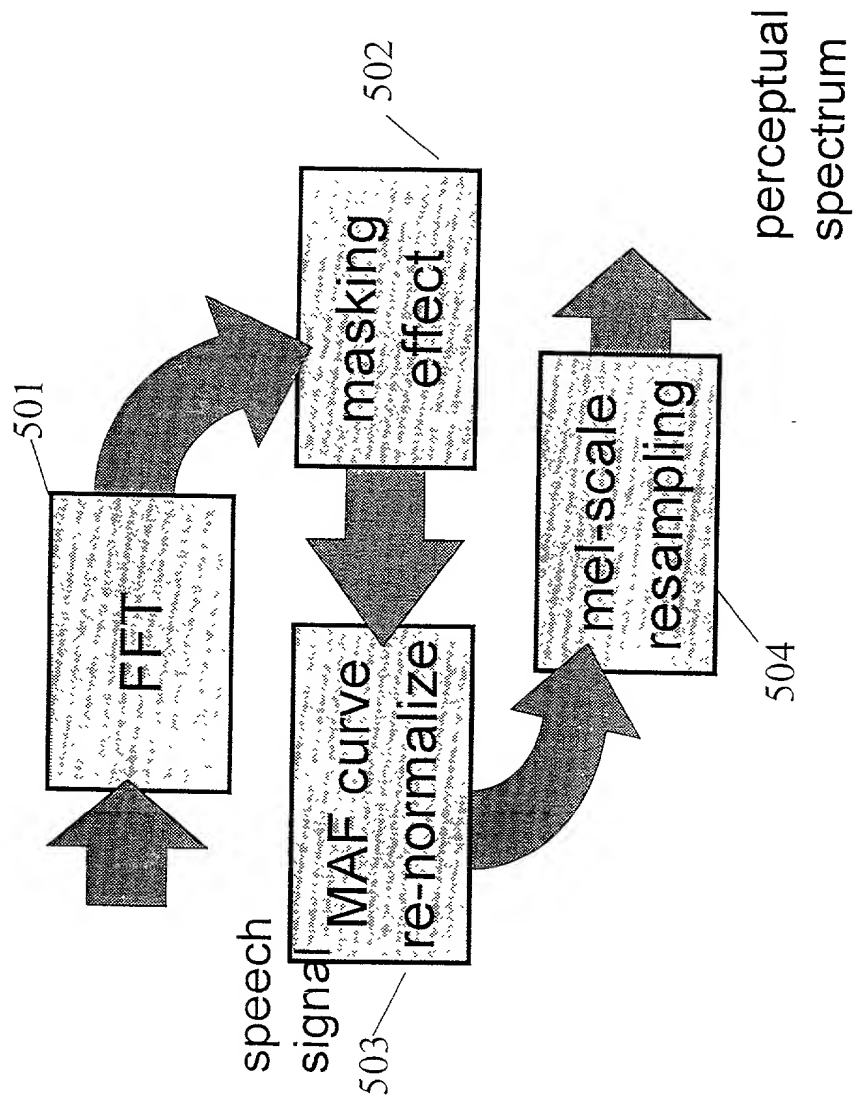 501
FFT
502
masking
effect
speech
signal
MAF curve
re-normalize
503
mel-scale
resampling
504
perceptual
spectrum